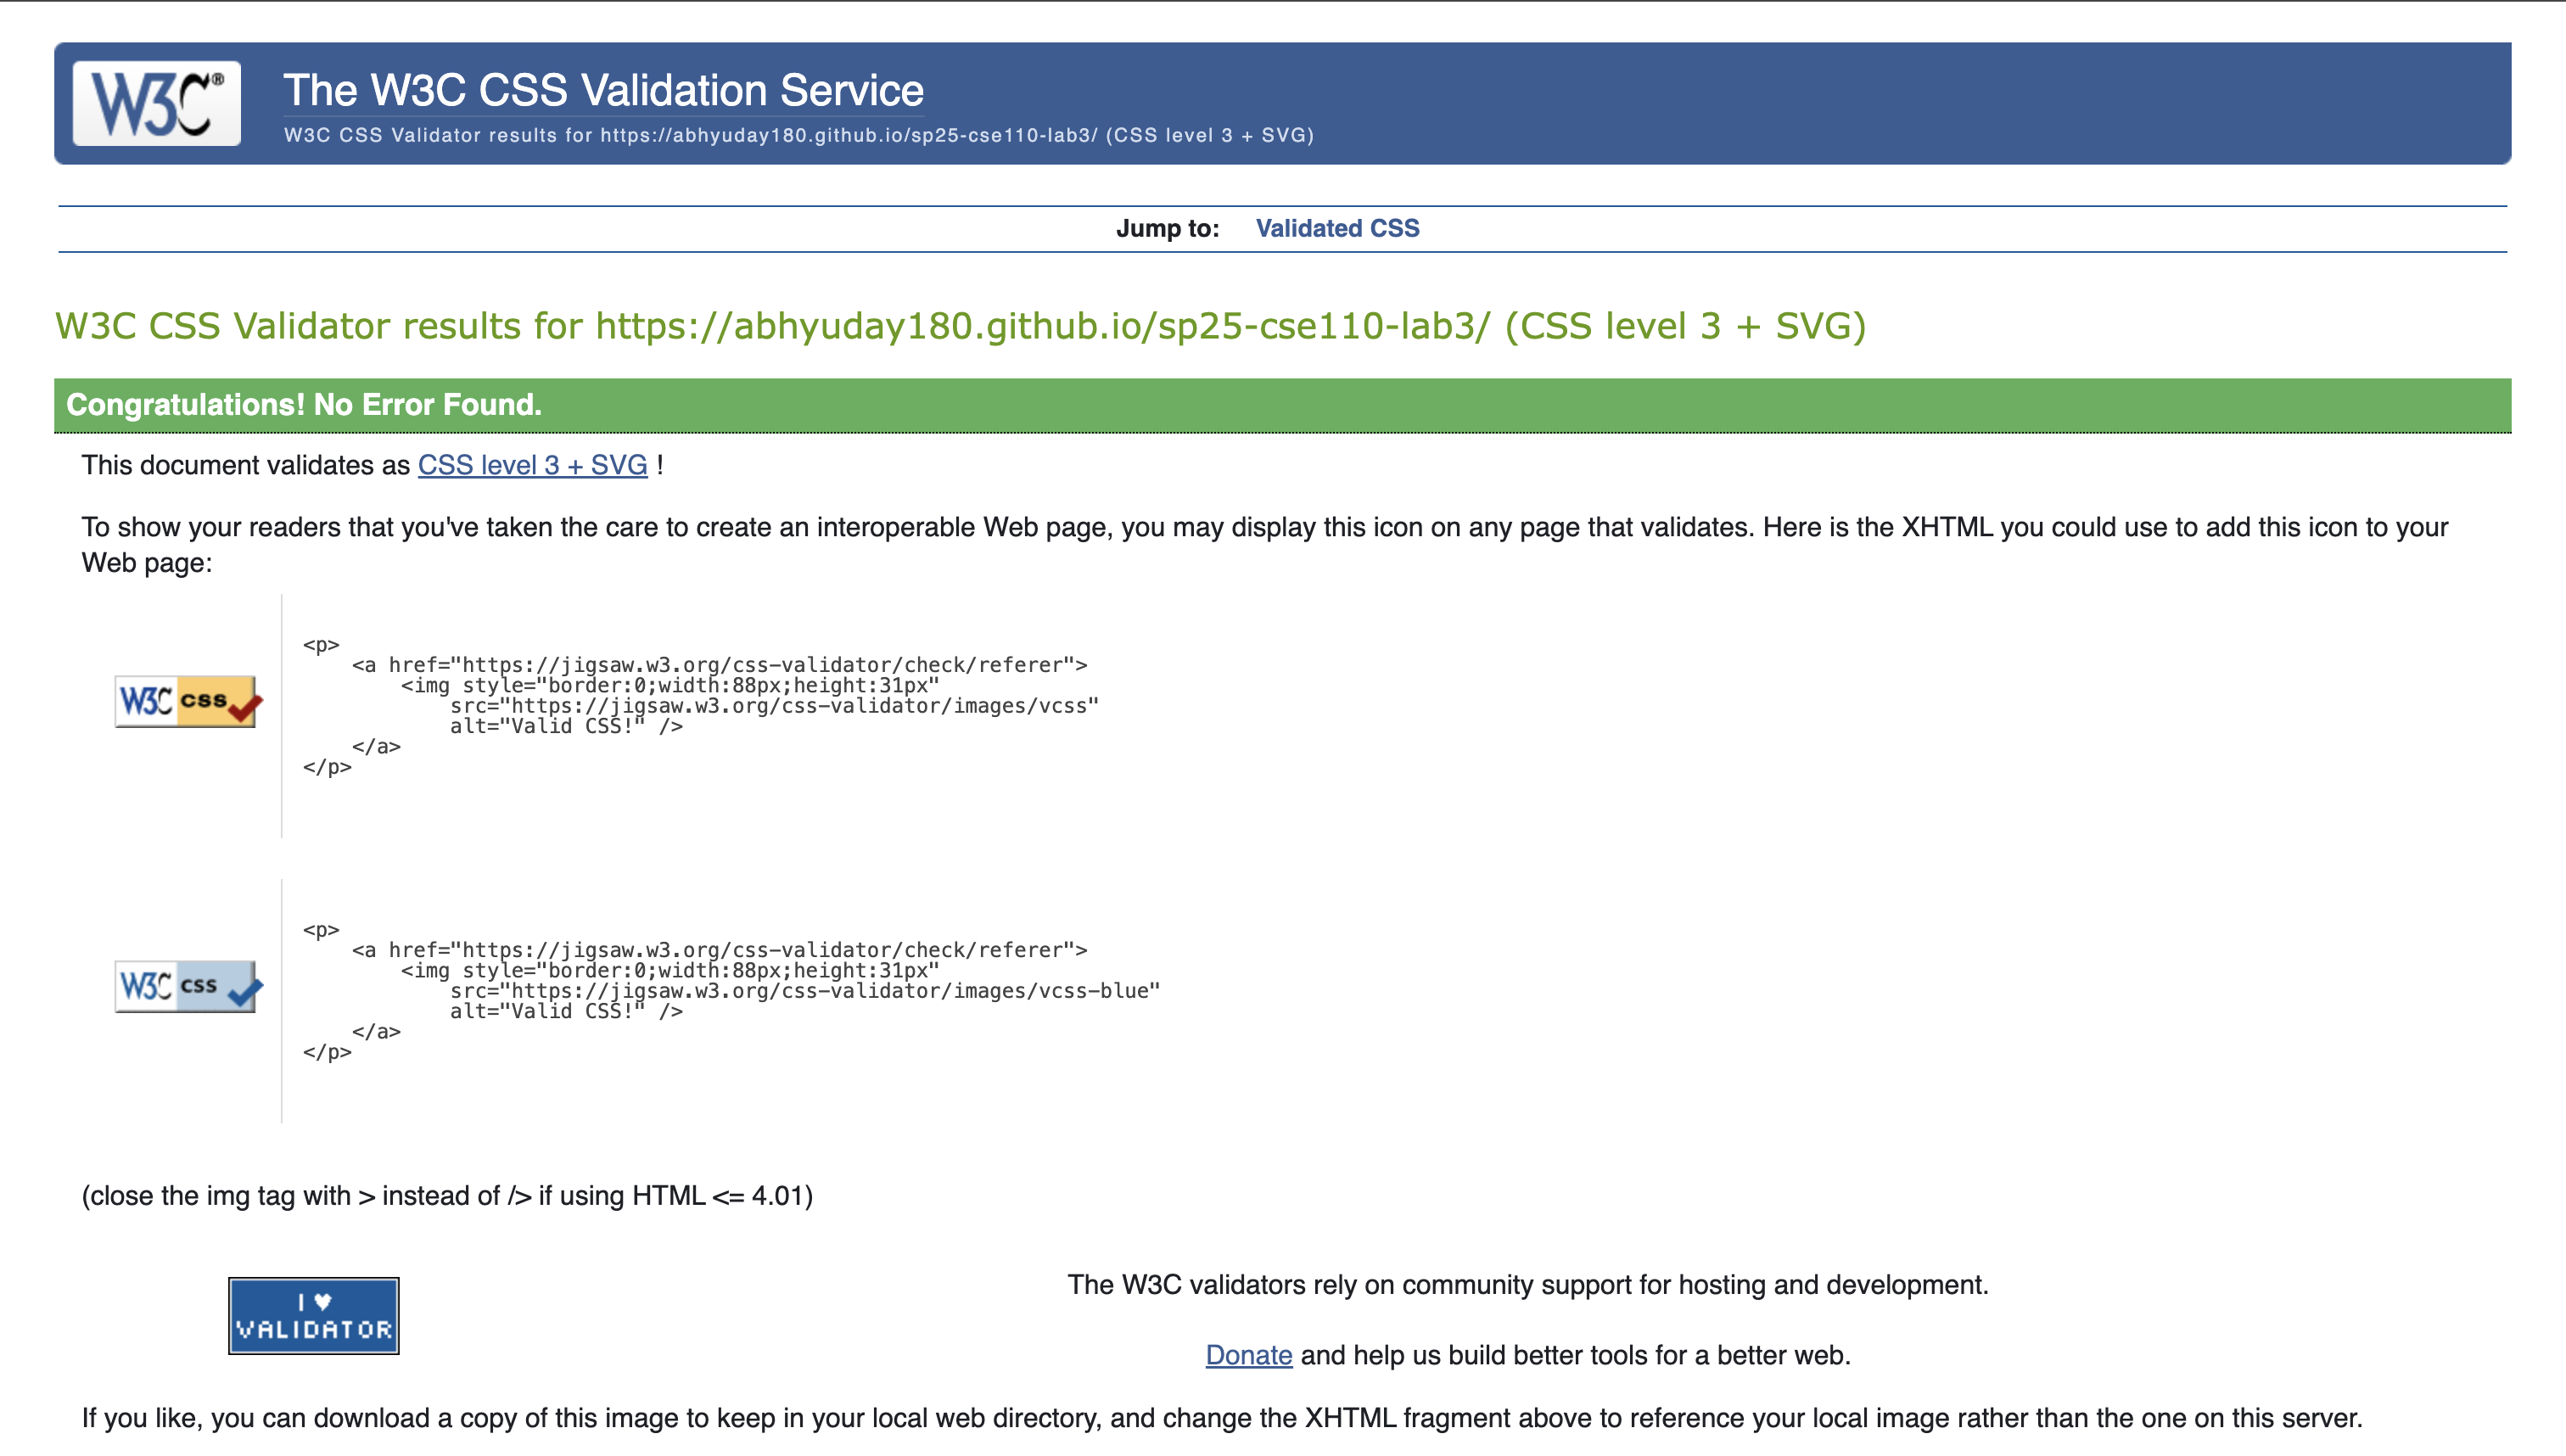 W3C®
The W3C CSS Validation Service
W3C CSS Validator results for https://abhyuday180.github.io/sp25-cse110-lab3/ (CSS level 3 + SVG)
Jump to: Validated CSS
W3C CSS Validator results for https://abhyuday180.github.io/sp25-cse110-lab3/ (CSS level 3 + SVG)
Congratulations! No Error Found.
This document validates as CSS level 3 + SVG !
To show your readers that you've taken the care to create an interoperable Web page, you may display this icon on any page that validates. Here is the XHTML you could use to add this icon to your
Web page:
W3C css
<p>
    <a href="https://jigsaw.w3.org/css-validator/check/referer">
        <img style="border:0;width:88px;height:31px"
            src="https://jigsaw.w3.org/css-validator/images/vcss"
            alt="Valid CSS!" />
    </a>
</p>
W3C css
<p>
    <a href="https://jigsaw.w3.org/css-validator/check/referer">
        <img style="border:0;width:88px;height:31px"
            src="https://jigsaw.w3.org/css-validator/images/vcss-blue"
            alt="Valid CSS!" />
    </a>
</p>
(close the img tag with > instead of /> if using HTML <= 4.01)
I ♥
VALIDATOR
The W3C validators rely on community support for hosting and development.
Donate and help us build better tools for a better web.
If you like, you can download a copy of this image to keep in your local web directory, and change the XHTML fragment above to reference your local image rather than the one on this server.